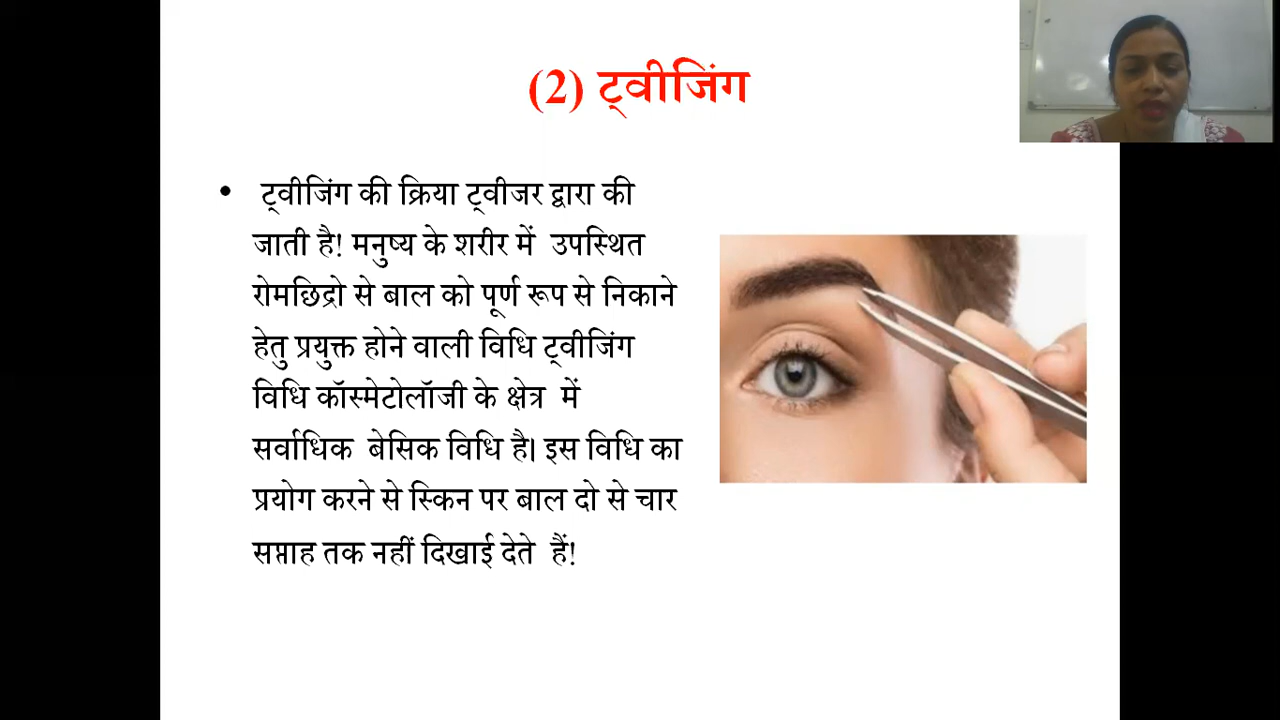 (2) ट्वीजिंग
• ट्वीजिंग की क्रिया ट्वीजर द्वारा की
जाती है! मनुष्य के शरीर में उपस्थित
रोमछिद्रो से बाल को पूर्ण रूप से निकाने
हेतु प्रयुक्त होने वाली विधि ट्वीजिंग
विधि कॉस्मेटोलॉजी के क्षेत्र में
सर्वाधिक बेसिक विधि है। इस विधि का
प्रयोग करने से स्किन पर बाल दो से चार
सप्ताह तक नहीं दिखाई देते हैं!